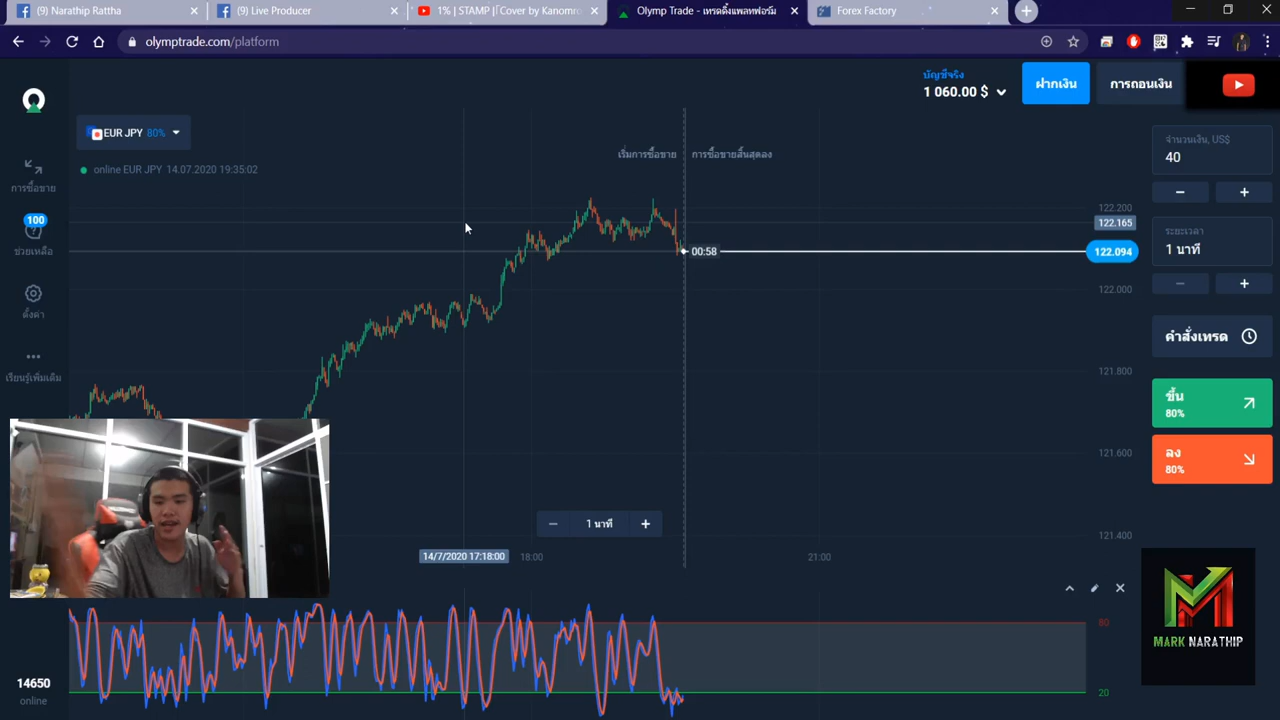 (9) Narathip Rattha
(9) Live Producer
1% | STAMP |「Cover by Kanomro
Olymp Trade - เทรดดิ้งแพลทฟอร์ม
Forex Factory
olymptrade.com/platform
บัญชีจริง
1 060.00 $
ฝากเงิน
การถอนเงิน
EUR JPY 80%
online EUR JPY 14.07.2020 19:35:02
เริ่มการซื้อขาย
การซื้อขายสิ้นสุดลง
การซื้อขาย
100
ช่วยเหลือ
ตั้งค่า
เรียนรู้เพิ่มเติม
14650
online
122.200
122.165
00:58
122.094
122.000
121.800
121.600
121.400
1 นาที
14/7/2020 17:18:00
18:00
21:00
80
20
จำนวนเงิน, US$
40
ระยะเวลา
1 นาที
คำสั่งเทรด
ขึ้น
80%
ลง
80%
MARK NARATHIP